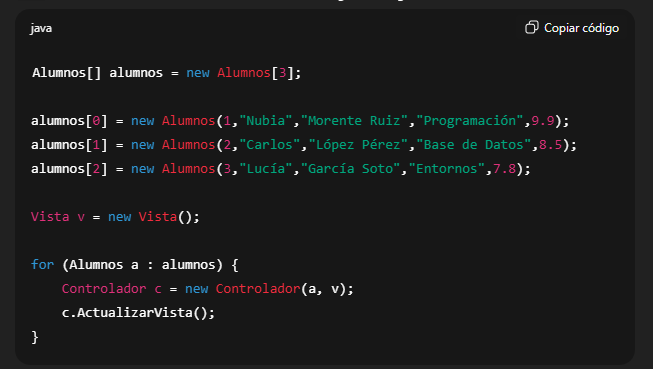 java
Copiar código
Alumnos[] alumnos = new Alumnos[3];
alumnos[0] = new Alumnos(1,"Nubia","Morente Ruiz","Programación",9.9);
alumnos[1] = new Alumnos(2,"Carlos","López Pérez","Base de Datos",8.5);
alumnos[2] = new Alumnos(3,"Lucía","García Soto","Entornos",7.8);
Vista v = new Vista();
for (Alumnos a : alumnos) {
Controlador c = new Controlador(a, v);
c.ActualizarVista();
}